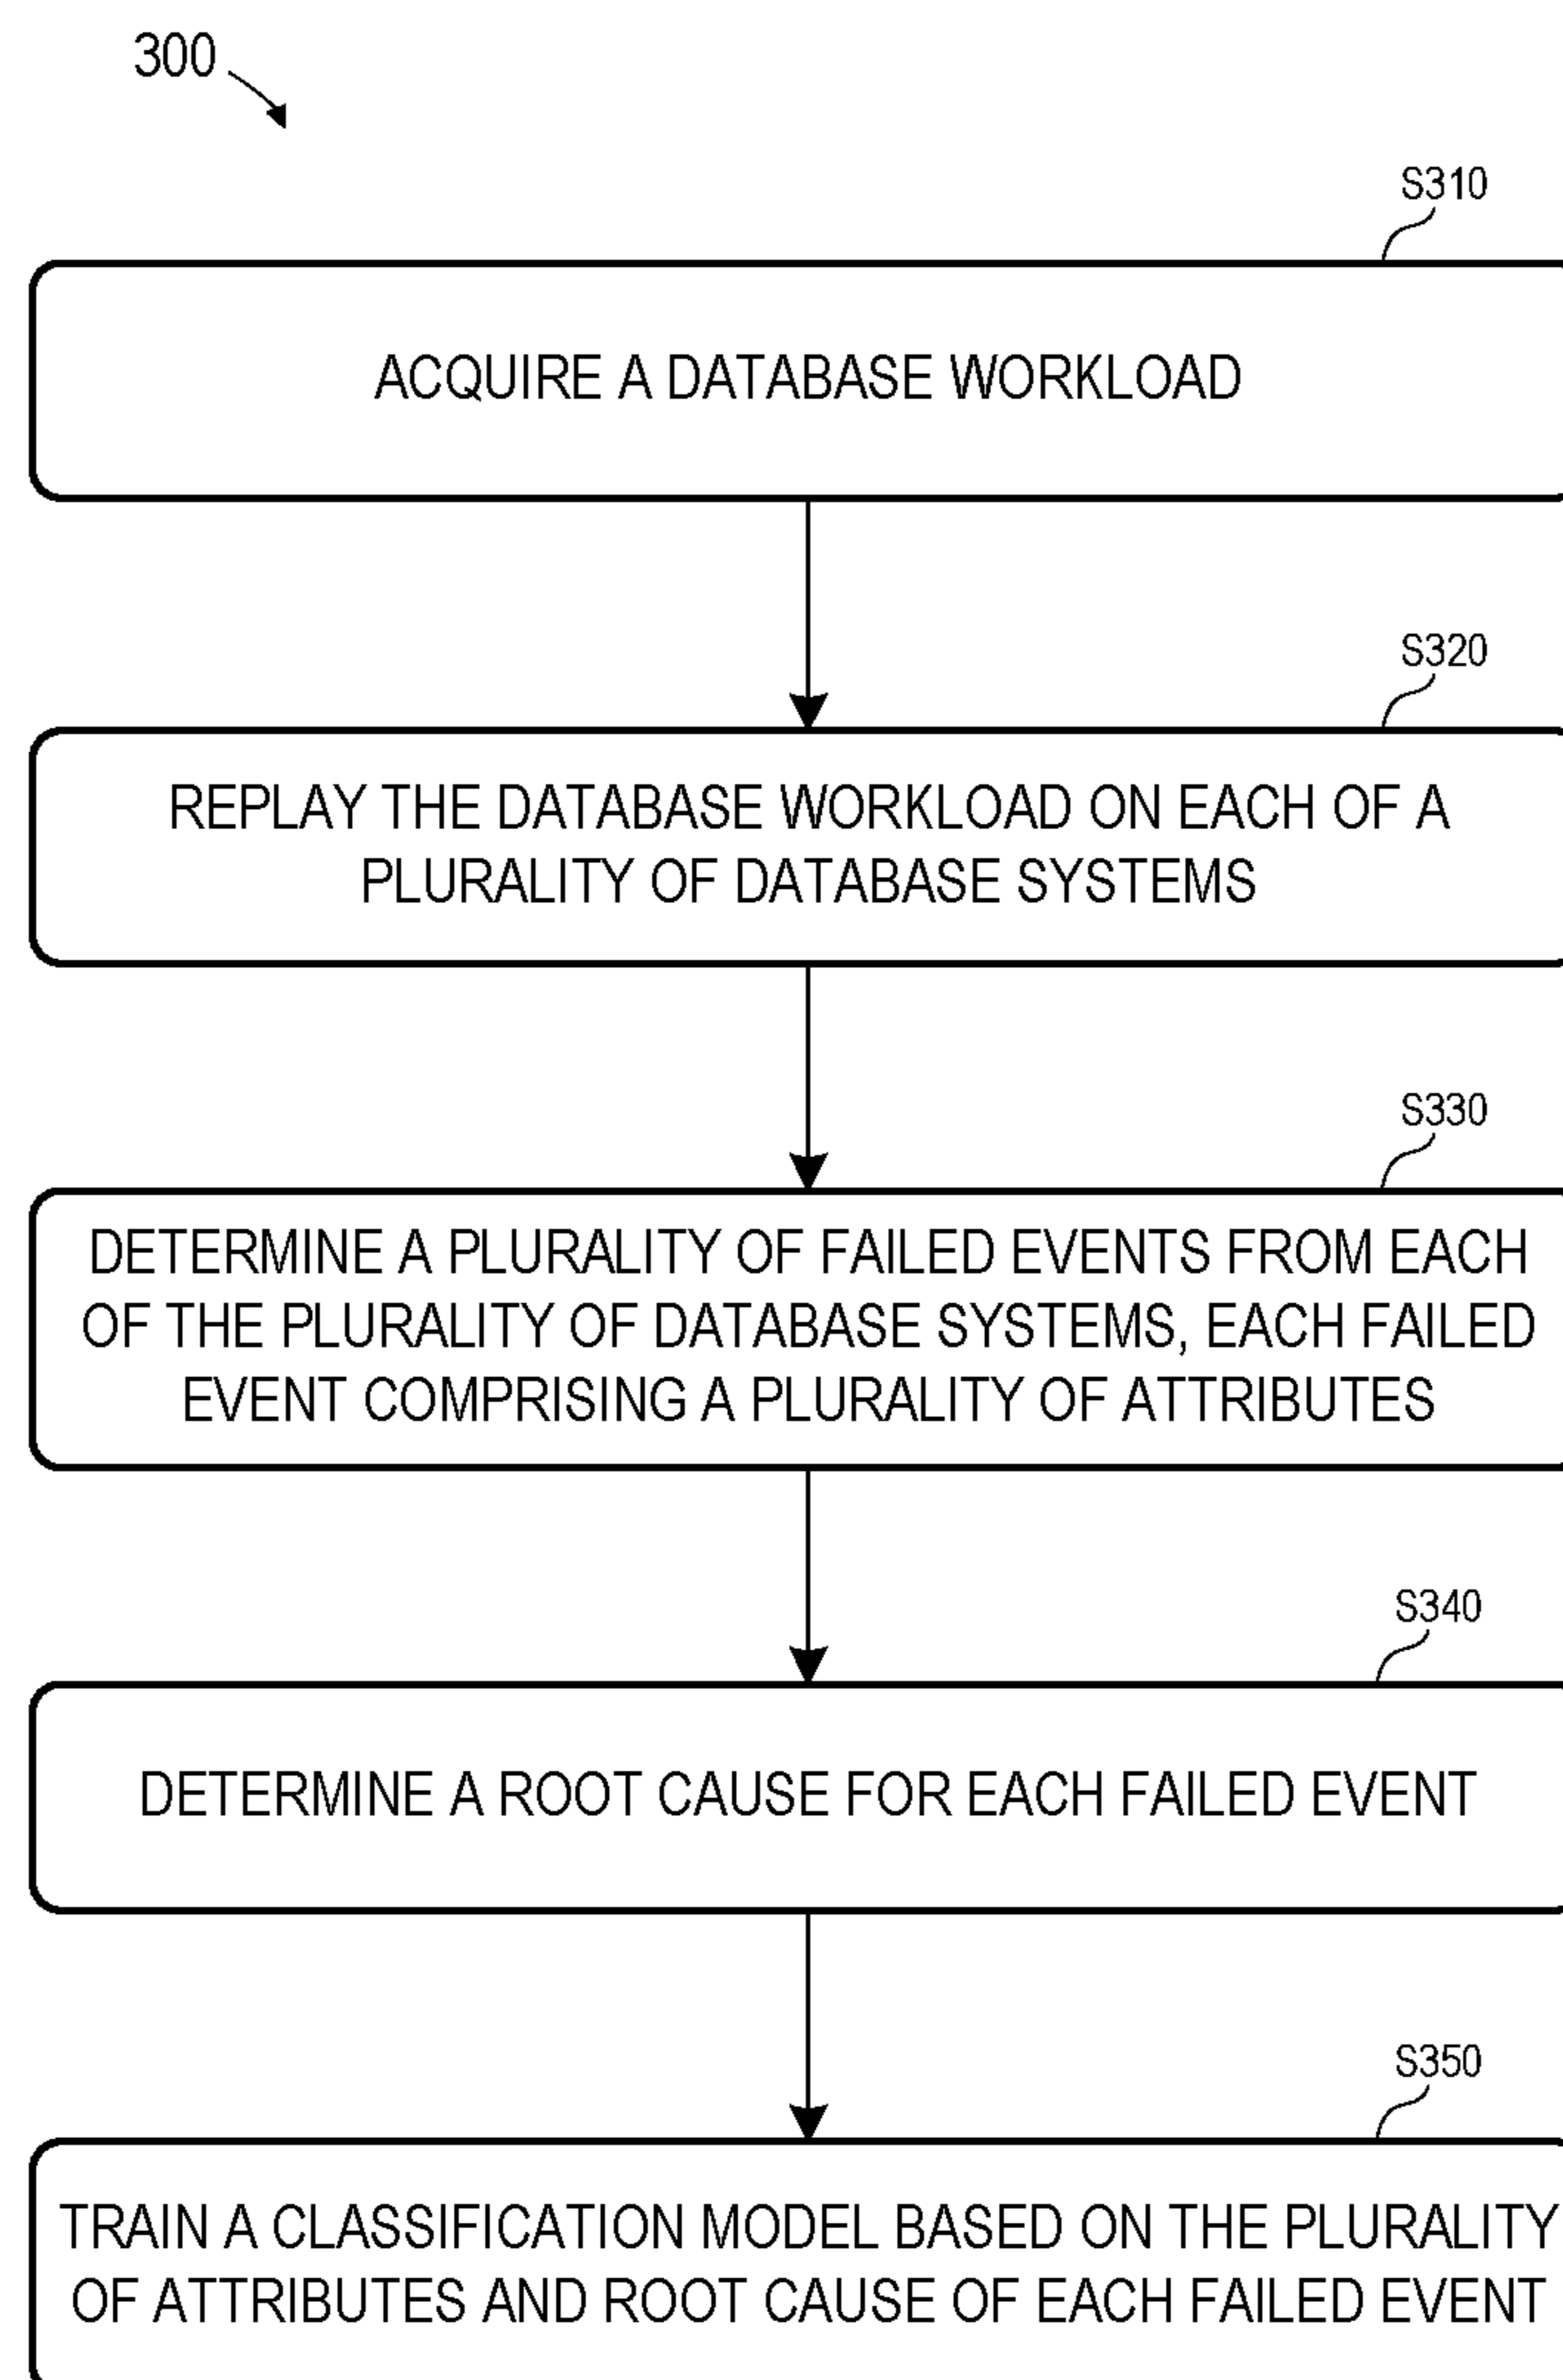 300
S310
ACQUIRE A DATABASE WORKLOAD
S320
REPLAY THE DATABASE WORKLOAD ON EACH OF A
PLURALITY OF DATABASE SYSTEMS
S330
DETERMINE A PLURALITY OF FAILED EVENTS FROM EACH
OF THE PLURALITY OF DATABASE SYSTEMS, EACH FAILED
EVENT COMPRISING A PLURALITY OF ATTRIBUTES
S340
DETERMINE A ROOT CAUSE FOR EACH FAILED EVENT
S350
TRAIN A CLASSIFICATION MODEL BASED ON THE PLURALITY
OF ATTRIBUTES AND ROOT CAUSE OF EACH FAILED EVENT